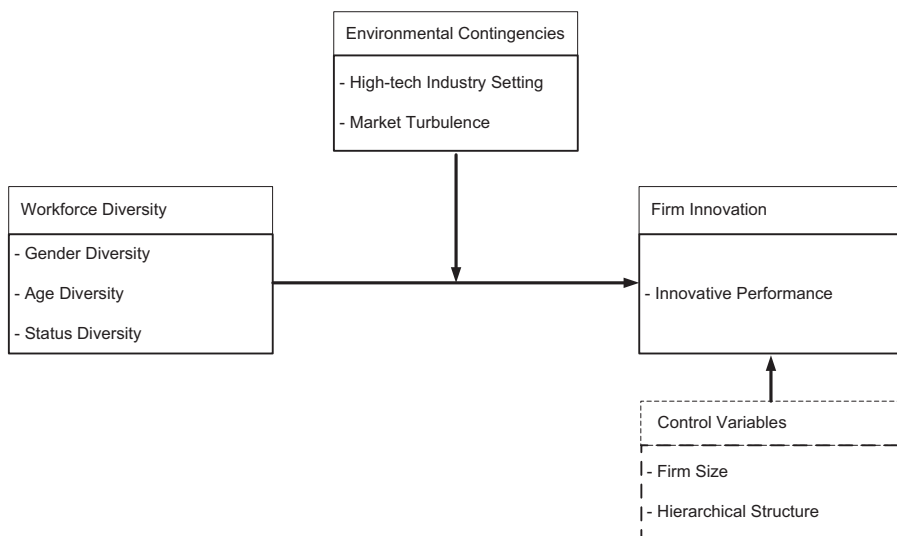 Environmental Contingencies
- High-tech Industry Setting
- Market Turbulence
Workforce Diversity
- Gender Diversity
- Age Diversity
- Status Diversity
Firm Innovation
- Innovative Performance
Control Variables
- Firm Size
- Hierarchical Structure